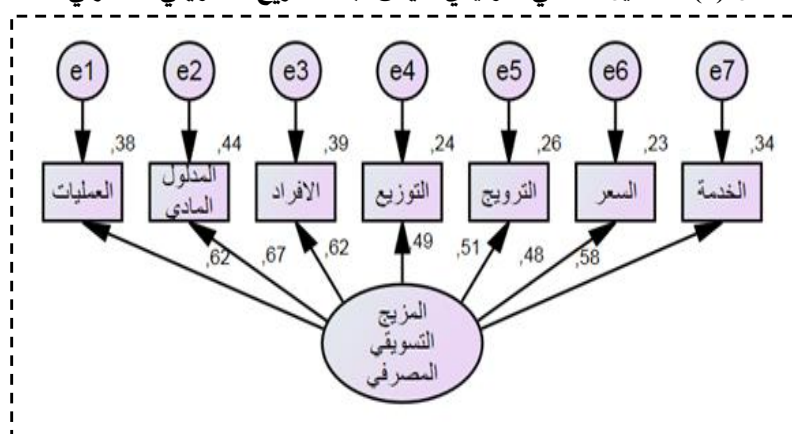 e1 e2 e3 e4 e5 e6 e7
,38 ,44 ,39 ,24 ,26 ,23 ,34
العمليات
المدلول
المادي
الافراد
التوزيع
الترويج
السعر
الخدمة
,62 ,67 ,62 ,49 ,51 ,48 ,58
المزيج
التسويقي
المصرفي